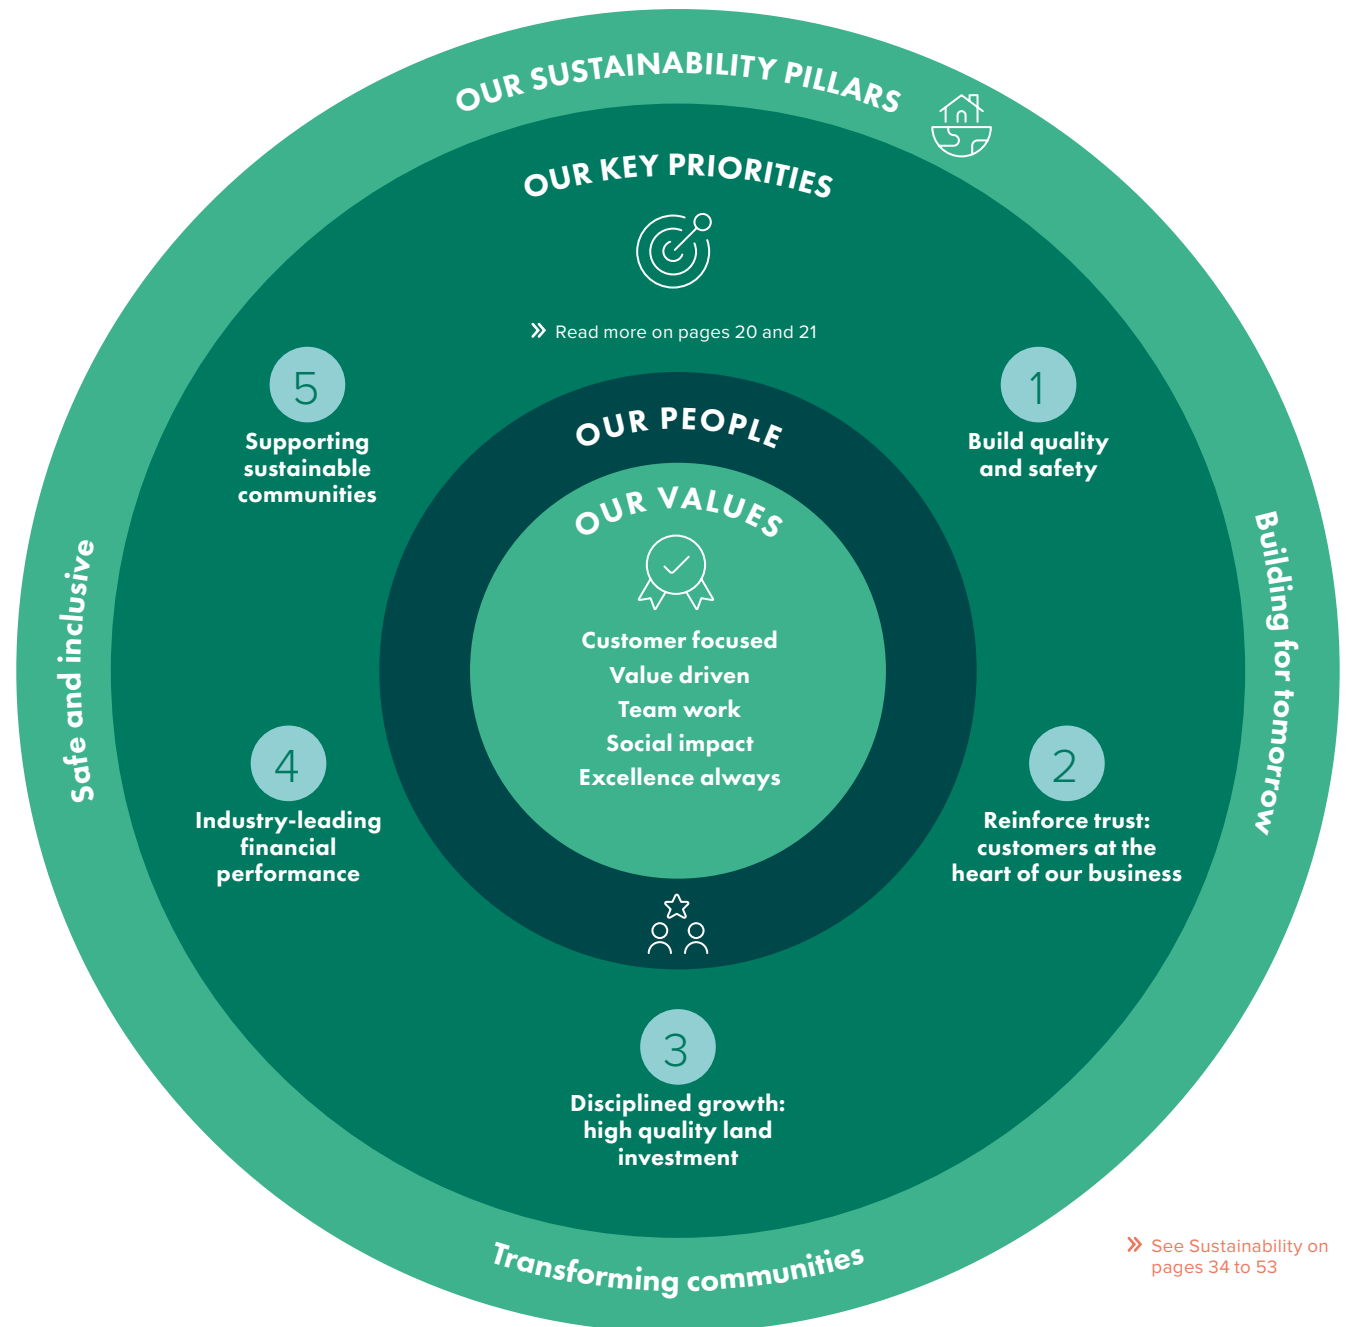 OUR SUSTAINABILITY PILLARS
OUR KEY PRIORITIES
Read more on pages 20 and 21
1
Build quality
and safety
2
Reinforce trust:
customers at the
heart of our business
3
Disciplined growth:
high quality land
investment
4
Industry-leading
financial
performance
5
Supporting
sustainable
communities
OUR PEOPLE
OUR VALUES
Customer focused
Value driven
Team work
Social impact
Excellence always
Building for tomorrow
Transforming communities
Safe and inclusive
See Sustainability on
pages 34 to 53